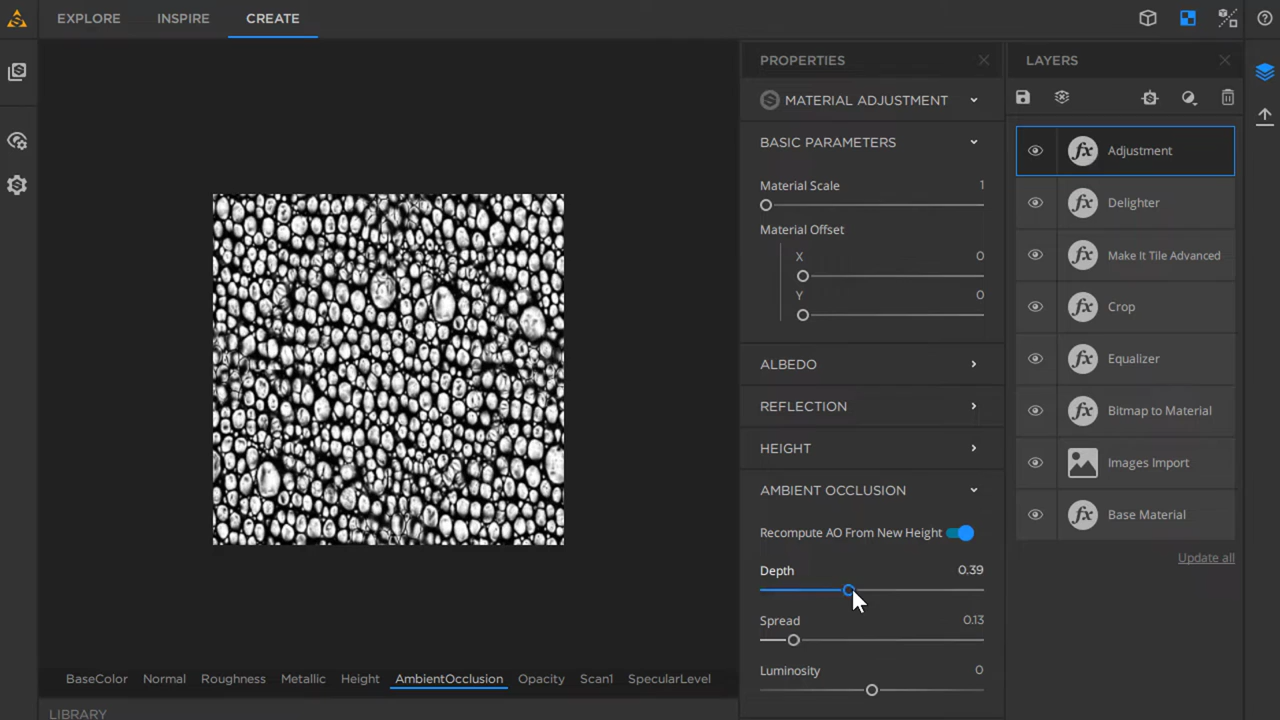 EXPLORE INSPIRE CREATE
PROPERTIES
MATERIAL ADJUSTMENT
BASIC PARAMETERS
Material Scale 1
Material Offset
X 0
Y 0
ALBEDO
REFLECTION
HEIGHT
AMBIENT OCCLUSION
Recompute AO From New Height
Depth 0.39
Spread 0.13
Luminosity 0
LAYERS
Adjustment
Delighter
Make It Tile Advanced
Crop
Equalizer
Bitmap to Material
Images Import
Base Material
Update all
BaseColor Normal Roughness Metallic Height AmbientOcclusion Opacity Scan1 SpecularLevel
LIBRARY